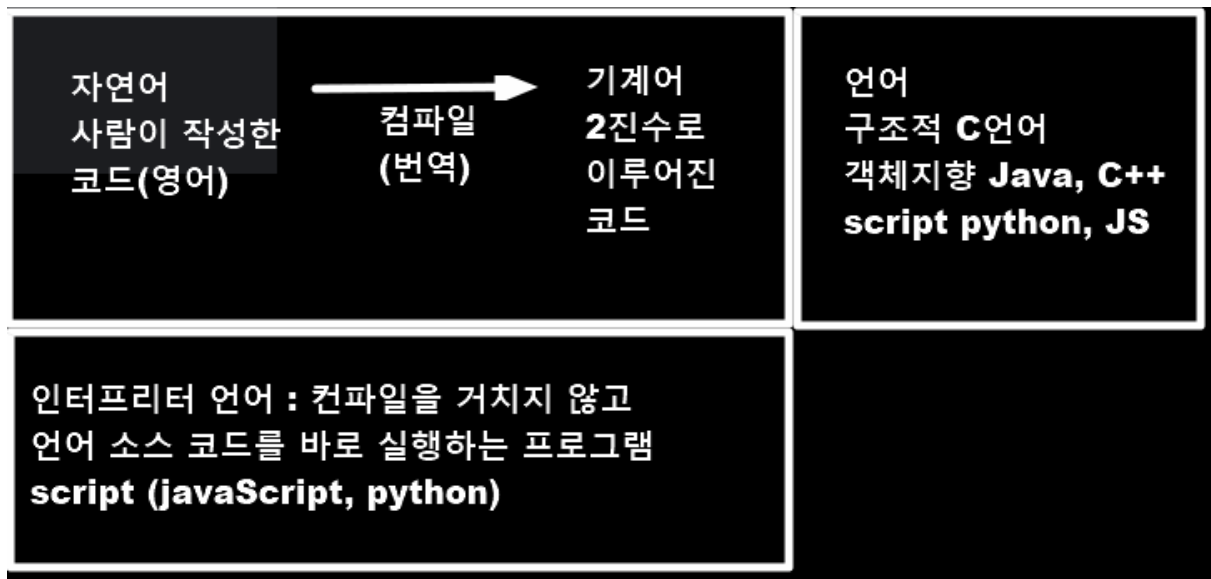 자연어
사람이 작성한
코드(영어)
컴파일
(번역)
기계어
2진수로
이루어진
코드
언어
구조적 C언어
객체지향 Java, C++
script python, JS
인터프리터 언어 : 컨파일을 거치지 않고
언어 소스 코드를 바로 실행하는 프로그램
script (javaScript, python)